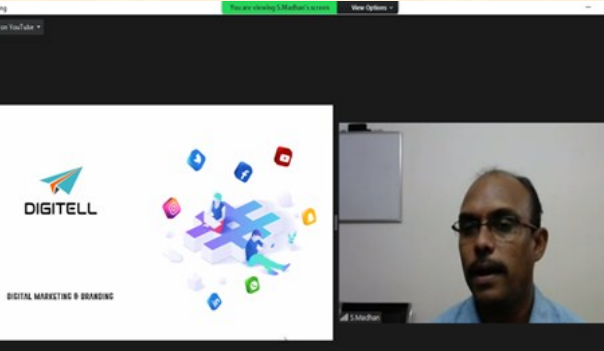 You are viewing S.Madhan's screen
View Options
on YouTube
DIGITELL
DIGITAL MARKETING & BRANDING
S.Madhan